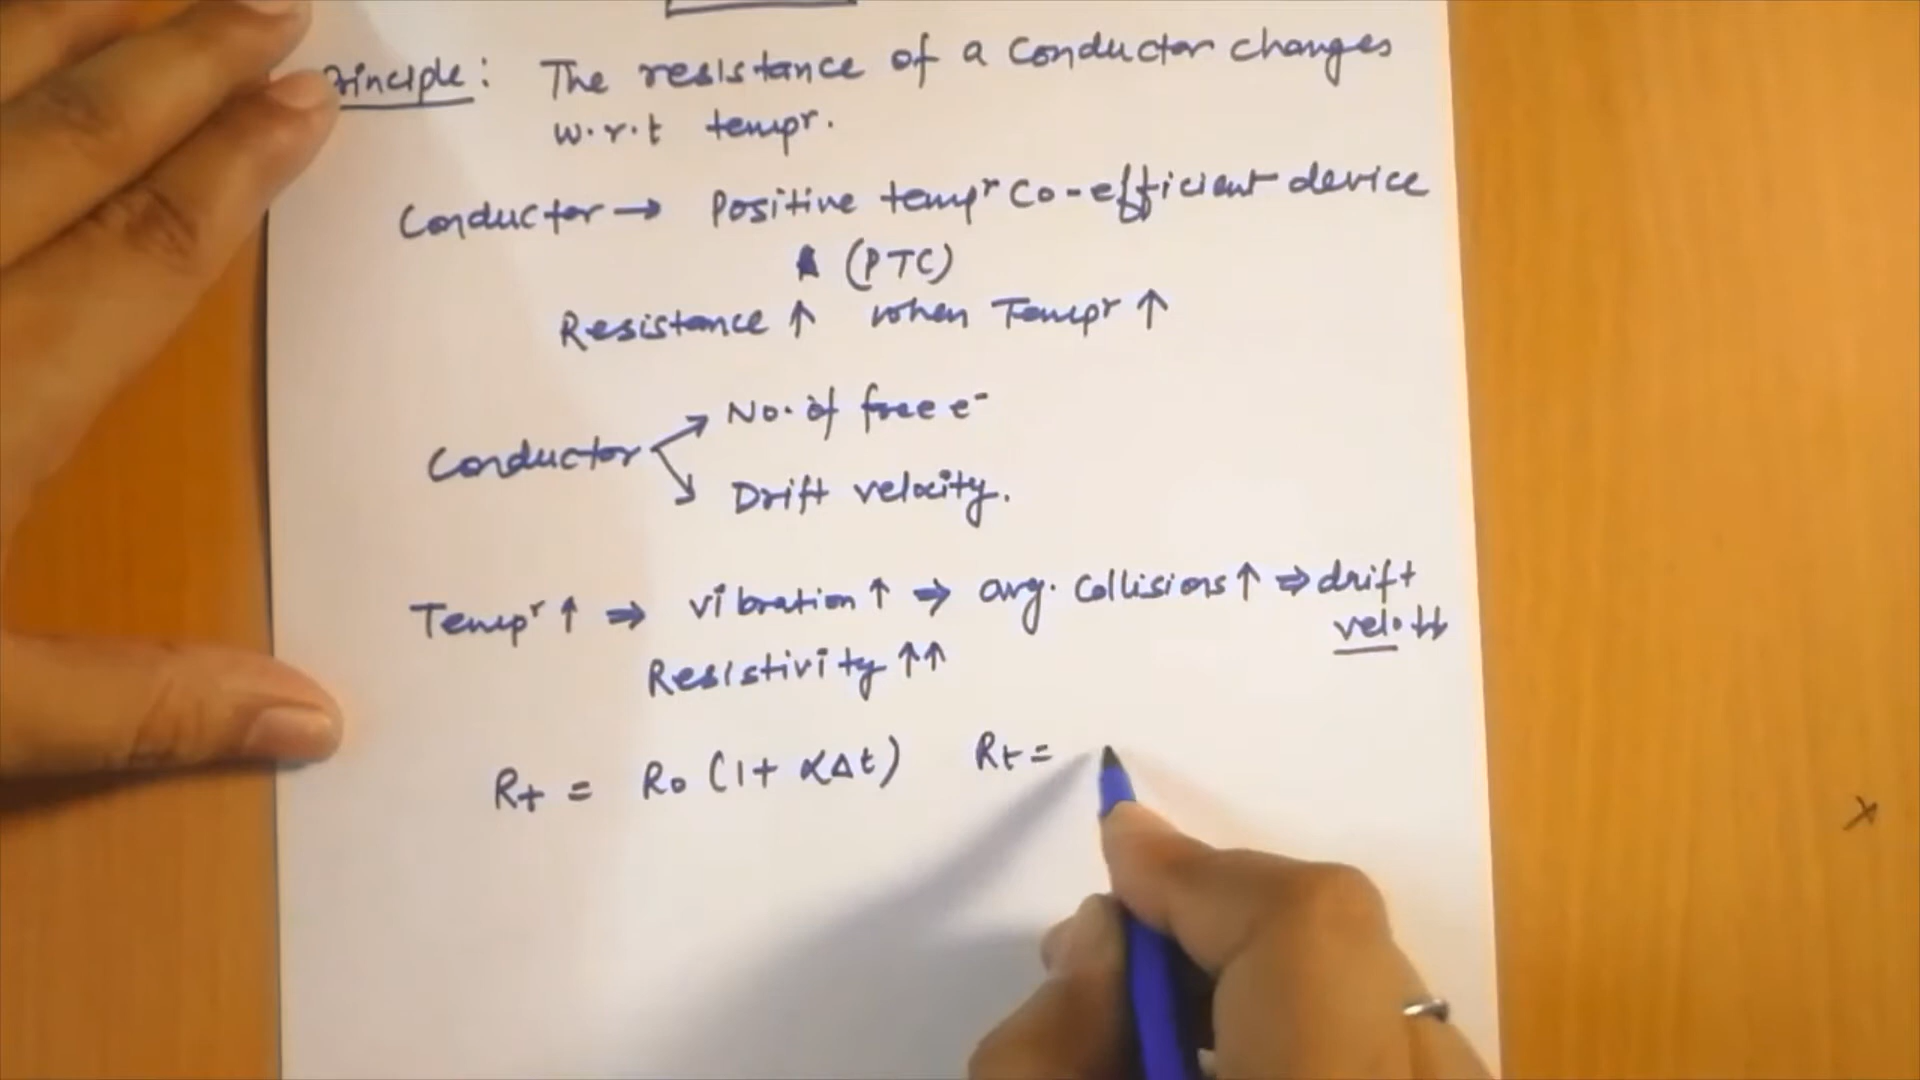 Principle: The resistance of a Conductor changes
w.r.t tempr.
Conductor → Positive tempr Co-efficient device
(PTC)
Resistance ↑ when Tempr ↑
Conductor
No. of free e-
Drift velocity.
Tempr ↑ ⇒ vibration ↑ ⇒ avg. Collisions ↑ ⇒ drift
velo ↓↓
Resistivity ↑↑
Rt = Ro (1+ αΔt) Rt =